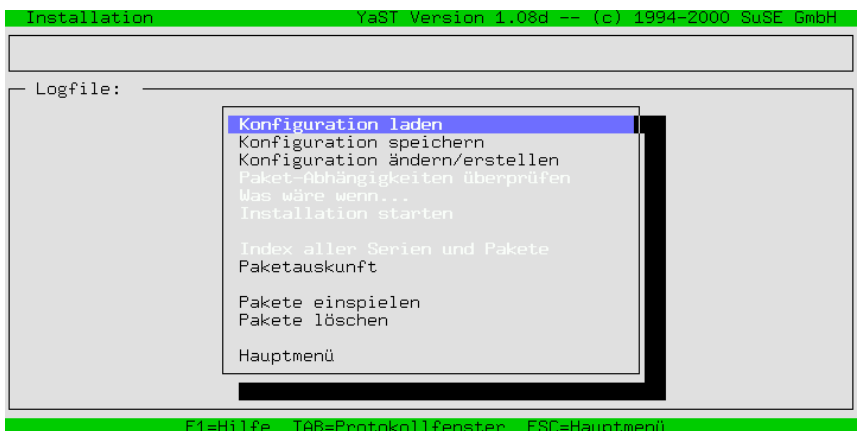 Installation YaST Version 1.08d -- (c) 1994-2000 SuSE GmbH
Logfile:
Konfiguration laden
Konfiguration speichern
Konfiguration ändern/erstellen
Paket-Abhängigkeiten überprüfen
Was wäre wenn...
Installation starten
Index aller Serien und Pakete
Paketauskunft
Pakete einspielen
Pakete löschen
Hauptmenü
F1=Hilfe TAB=Protokollfenster ESC=Hauptmenü